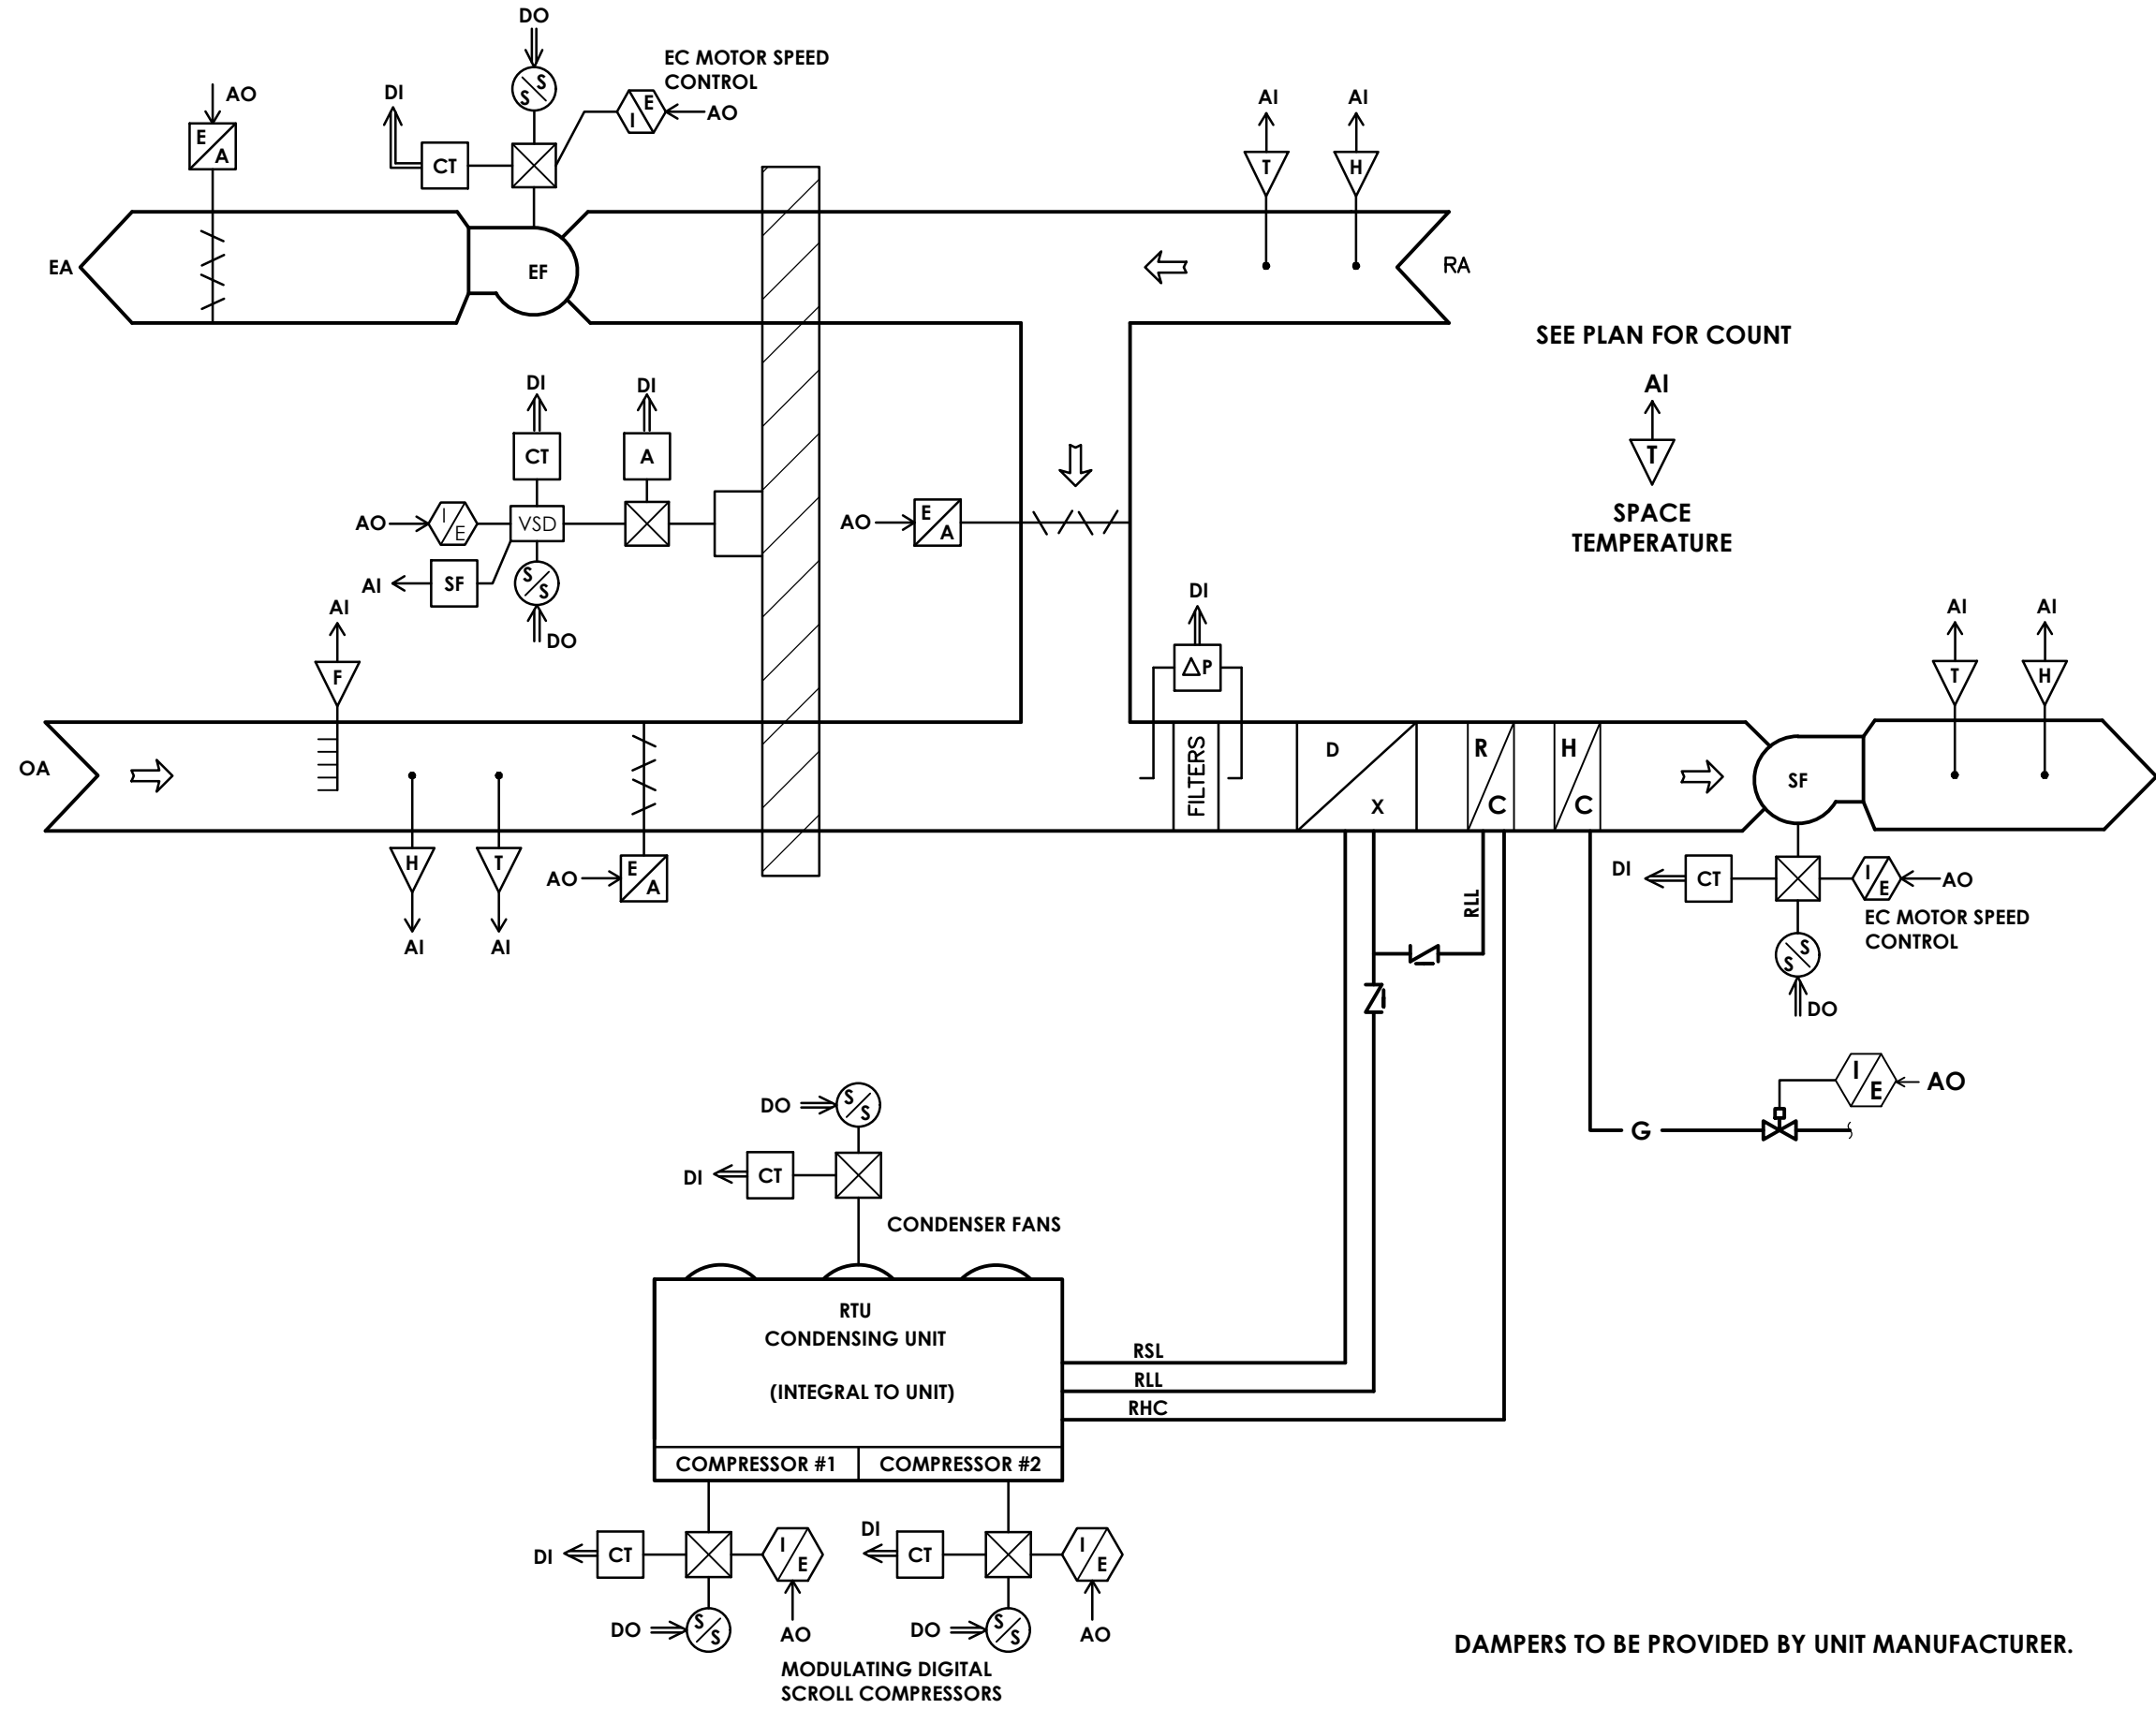 DO
EC MOTOR SPEED
CONTROL
AO
DI
E
A
S
S
E
I
AO
CT
AI
AI
T
H
EA
EF
RA
SEE PLAN FOR COUNT
AI
T
SPACE
TEMPERATURE
DI
DI
CT
A
AO
I
E
VSD
AO
E
A
AI
SF
S
S
DO
AI
F
DI
ΔP
AI
AI
T
H
OA
FILTERS
D
X
R
C
H
C
SF
H
T
AO
E
A
AI
AI
RLL
DI
CT
I
E
AO
EC MOTOR SPEED
CONTROL
S
S
DO
I
E
AO
G
DO
S
S
DI
CT
CONDENSER FANS
RTU
CONDENSING UNIT
(INTEGRAL TO UNIT)
RSL
RLL
RHC
COMPRESSOR #1
COMPRESSOR #2
DI
CT
I
E
DI
CT
I
E
DO
S
S
AO
DO
S
S
AO
MODULATING DIGITAL
SCROLL COMPRESSORS
DAMPERS TO BE PROVIDED BY UNIT MANUFACTURER.